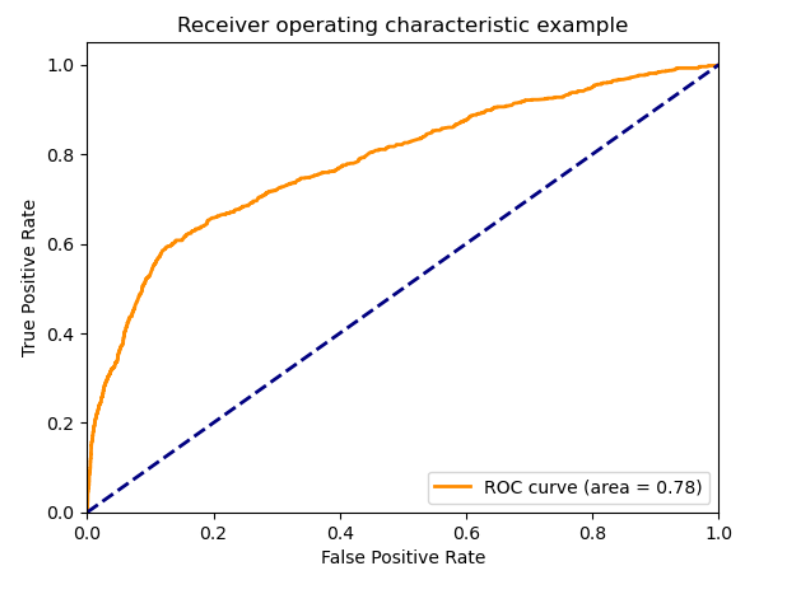 Receiver operating characteristic example
1.0
0.8
0.6
0.4
0.2
0.0
True Positive Rate
ROC curve (area = 0.78)
0.0 0.2 0.4 0.6 0.8 1.0
False Positive Rate